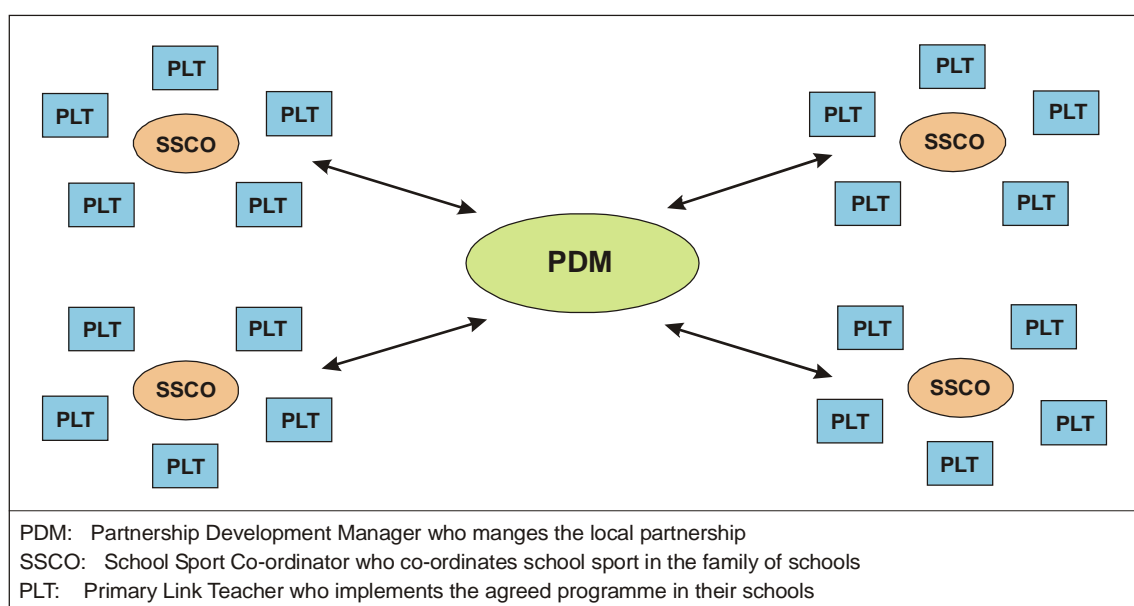 PLT
PLT
PLT
SSCO
PLT
PLT
PLT
PLT
PLT
SSCO
PLT
PLT
PDM
PLT
PLT
SSCO
PLT
PLT
PLT
PLT
PLT
SSCO
PLT
PLT
PLT
PDM: Partnership Development Manager who manges the local partnership
SSCO: School Sport Co-ordinator who co-ordinates school sport in the family of schools
PLT: Primary Link Teacher who implements the agreed programme in their schools